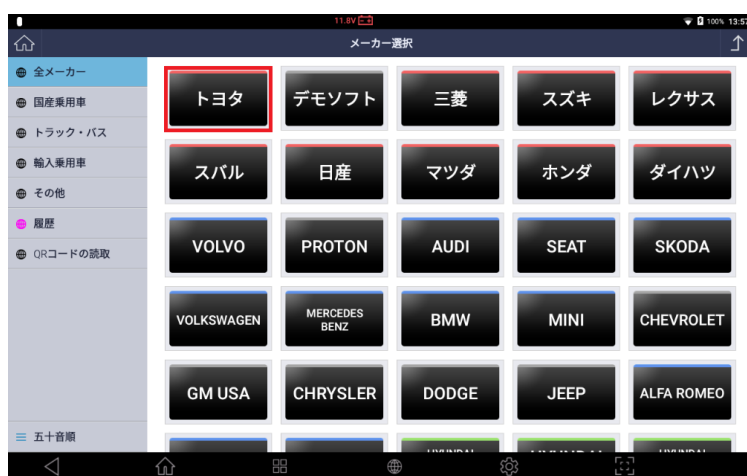 11.8V
100% 13:57
メーカー選択
全メーカー
国産乗用車
トラック・バス
輸入乗用車
その他
履歴
QRコードの読取
五十音順
トヨタ デモソフト 三菱 スズキ レクサス
スバル 日産 マツダ ホンダ ダイハツ
VOLVO PROTON AUDI SEAT SKODA
VOLKSWAGEN MERCEDES BENZ BMW MINI CHEVROLET
GM USA CHRYSLER DODGE JEEP ALFA ROMEO